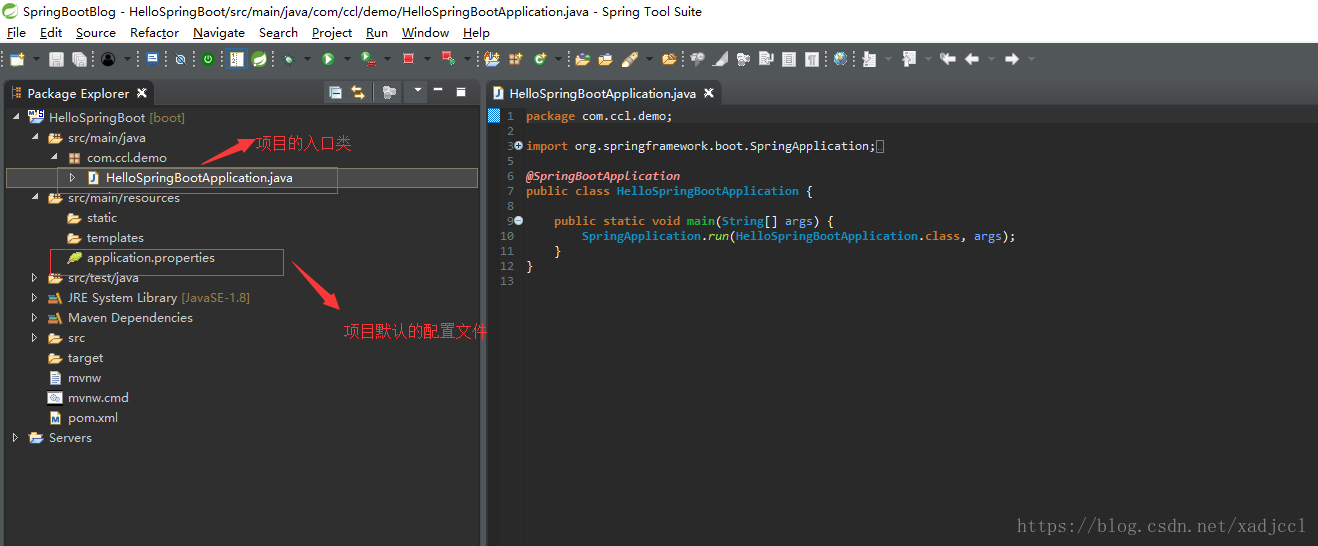 SpringBootBlog - HelloSpringBoot/src/main/java/com/ccl/demo/HelloSpringBootApplication.java - Spring Tool Suite
File Edit Source Refactor Navigate Search Project Run Window Help
Package Explorer
HelloSpringBoot [boot]
src/main/java
项目的入口类
com.ccl.demo
HelloSpringBootApplication.java
src/main/resources
static
templates
application.properties
src/test/java
JRE System Library [JavaSE-1.8]
项目默认的配置文件
Maven Dependencies
src
target
mvnw
mvnw.cmd
pom.xml
Servers
HelloSpringBootApplication.java
1 package com.ccl.demo;
2
3 import org.springframework.boot.SpringApplication;
5
6 @SpringBootApplication
7 public class HelloSpringBootApplication {
8
9 public static void main(String[] args) {
10 SpringApplication.run(HelloSpringBootApplication.class, args);
11 }
12 }
13
https://blog.csdn.net/xadjccl